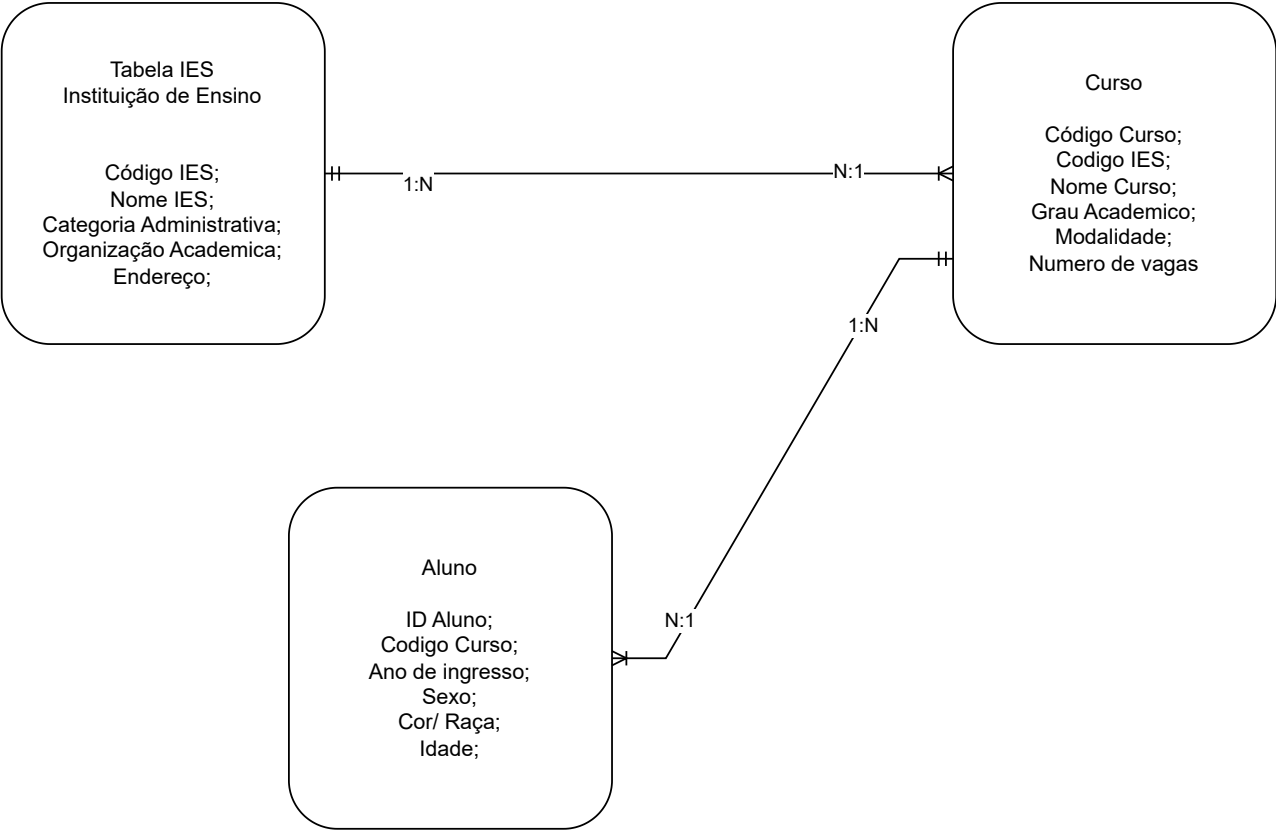 Tabela IES
Instituição de Ensino
Código IES;
Nome IES;
Categoria Administrativa;
Organização Academica;
Endereço;
1:N
N:1
Curso
Código Curso;
Codigo IES;
Nome Curso;
Grau Academico;
Modalidade;
Numero de vagas
1:N
N:1
Aluno
ID Aluno;
Codigo Curso;
Ano de ingresso;
Sexo;
Cor/ Raça;
Idade;